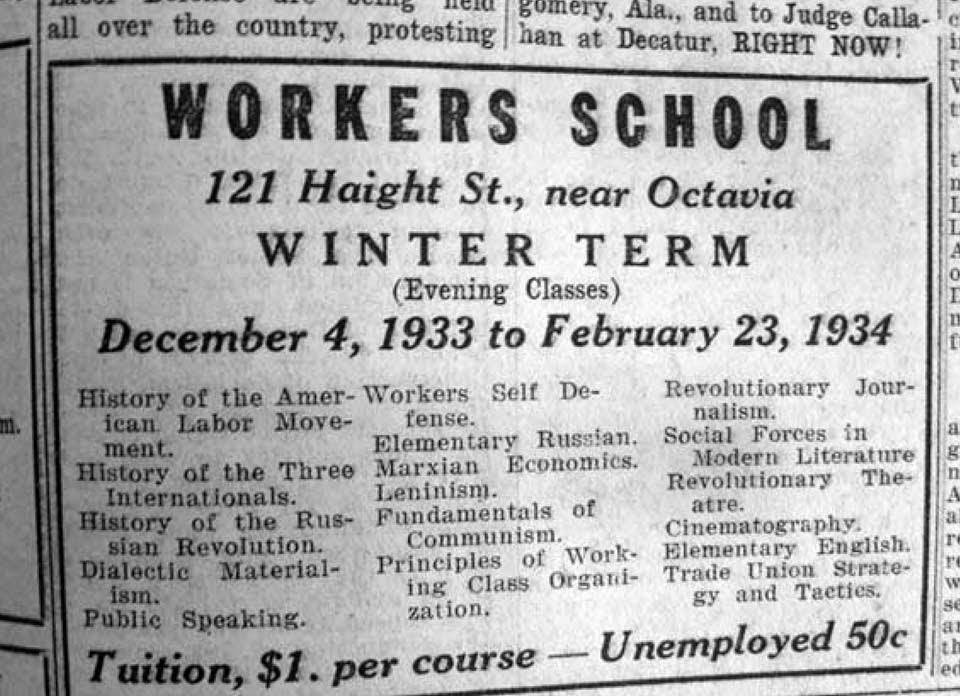 all over the country, protesting
gomery, Ala., and to Judge Calla-
han at Decatur, RIGHT NOW!
WORKERS SCHOOL
121 Haight St., near Octavia
WINTER TERM
(Evening Classes)
December 4, 1933 to February 23, 1934
History of the Amer-
ican Labor Move-
ment.
History of the Three
Internationals.
History of the Rus-
sian Revolution.
Dialectic Material-
ism.
Public Speaking.
Workers Self De-
fense.
Elementary Russian.
Marxian Economics.
Leninism.
Fundamentals of
Communism.
Principles of Work-
ing Class Organi-
zation.
Revolutionary Jour-
nalism.
Social Forces in
Modern Literature
Revolutionary The-
atre.
Cinematography.
Elementary English.
Trade Union Strate-
gy and Tactics.
Tuition, $1. per course — Unemployed 50c